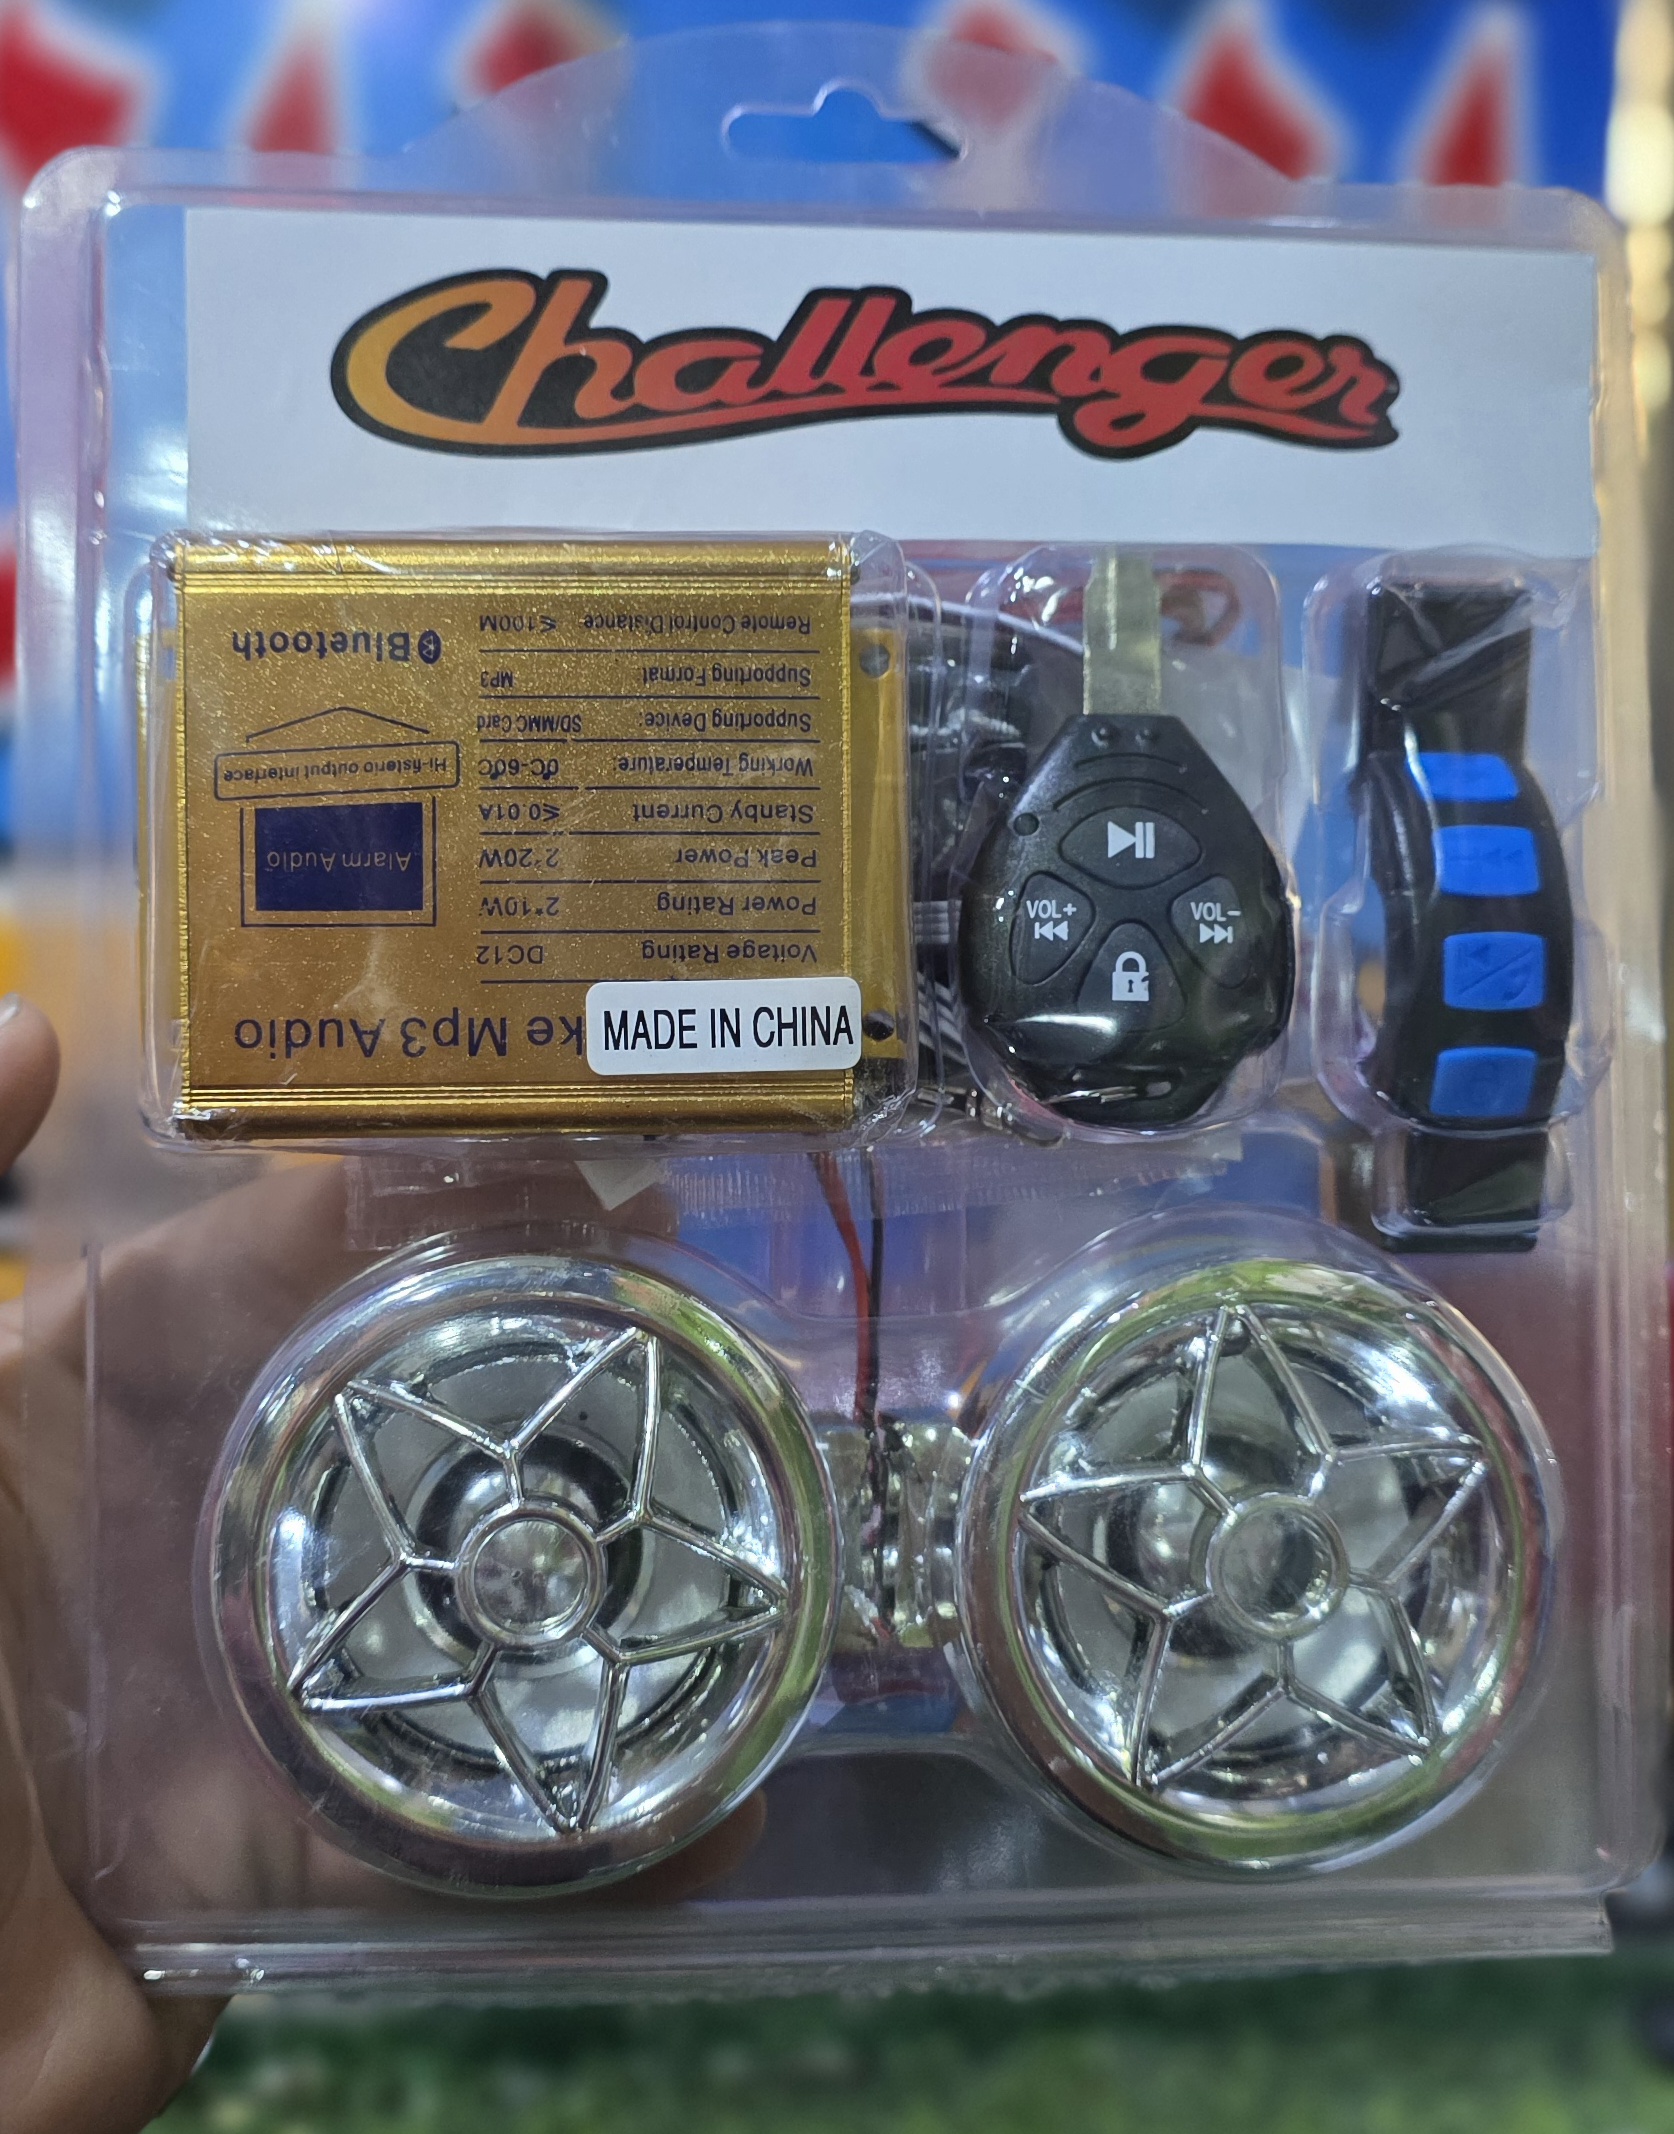 Challenger
Remote Control Distance ≤100M
Bluetooth
Supporting Format MP3
Supporting Device: SD/MMC Card
Working Temperature: 0C-60C
Hi-fisterio output interface
Stanby Current ≤0.01A
Alarm Audio
Peak Power 2*20W
Power Rating 2*10W
Voltage Rating DC12
ke Mp3 Audio
MADE IN CHINA
VOL+
VOL-